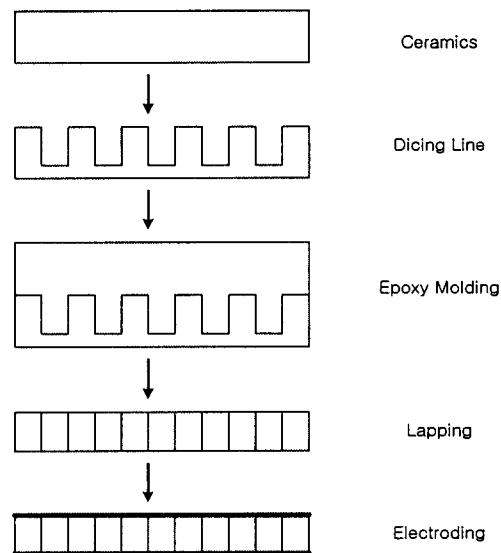 Ceramics
Dicing Line
Epoxy Molding
Lapping
Electroding